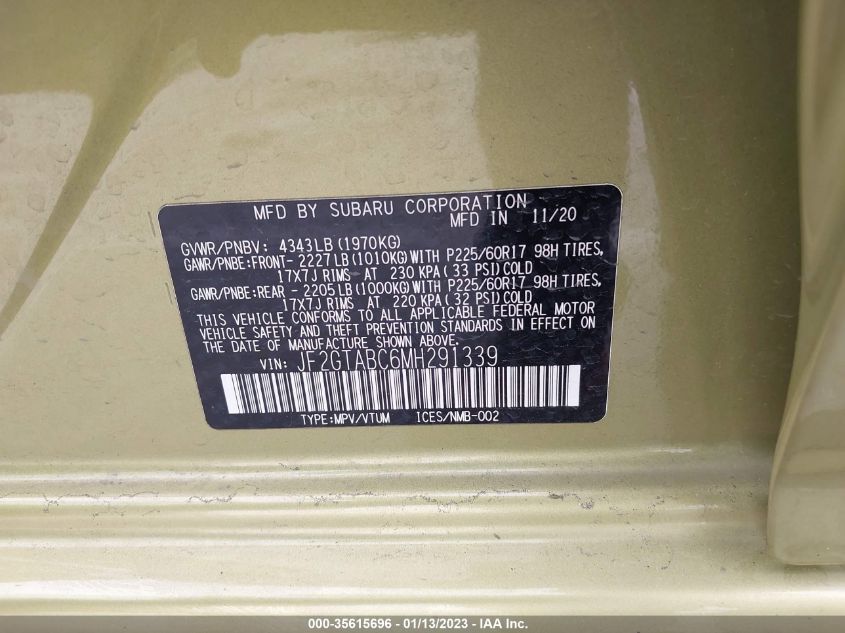 MFD BY SUBARU CORPORATION
MFD IN 11/20
GVWR/PNBV: 4343LB(1970KG)
GAWR/PNBE:FRONT- 2227LB(1010KG)WITH P225/60R17 98H TIRES,
17X7J RIMS AT 230 KPA(33 PSI)COLD
GAWR/PNBE:REAR - 2205LB(1000KG)WITH P225/60R17 98H TIRES,
17X7J RIMS AT 220 KPA(32 PSI)COLD
THIS VEHICLE CONFORMS TO ALL APPLICABLE FEDERAL MOTOR
VEHICLE SAFETY AND THEFT PREVENTION STANDARDS IN EFFECT ON
THE DATE OF MANUFACTURE SHOWN ABOVE.
VIN: JF2GTABC6MH291339
TYPE:MPV/VTUM ICES/NMB-002
000-35615696 - 01/13/2023 - IAA Inc.